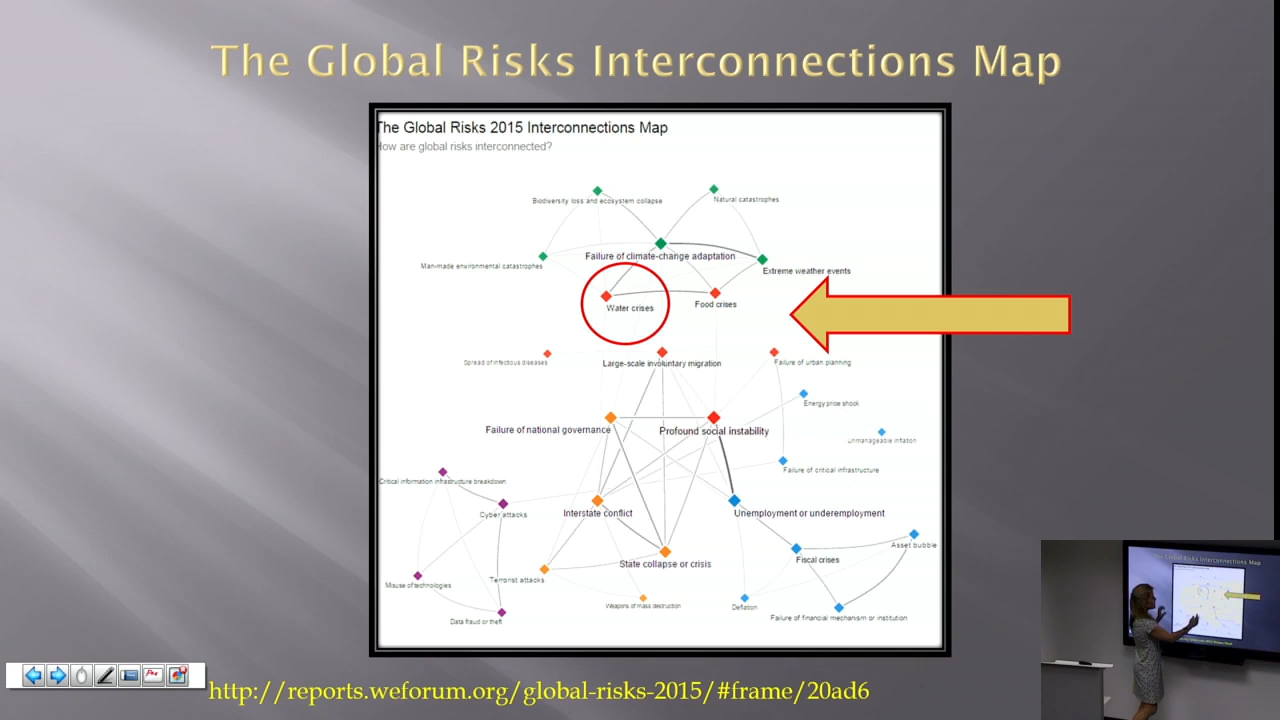 The Global Risks Interconnections Map
The Global Risks 2015 Interconnections Map
How are global risks interconnected?
Biodiversity loss and ecosystem collapse
Natural catastrophes
Failure of climate-change adaptation
Man-made environmental catastrophes
Extreme weather events
Water crises
Food crises
Spread of infectious diseases
Large-scale involuntary migration
Failure of urban planning
Energy price shock
Failure of national governance
Profound social instability
Unmanageable inflation
Failure of critical infrastructure
Critical information infrastructure breakdown
Cyber attacks
Interstate conflict
Unemployment or underemployment
Asset bubble
State collapse or crisis
Fiscal crises
Misuse of technologies
Terrorist attacks
Weapons of mass destruction
Deflation
Data fraud or theft
Failure of financial mechanism or institution
http://reports.weforum.org/global-risks-2015/#frame/20ad6
The Global Risks Interconnections Map